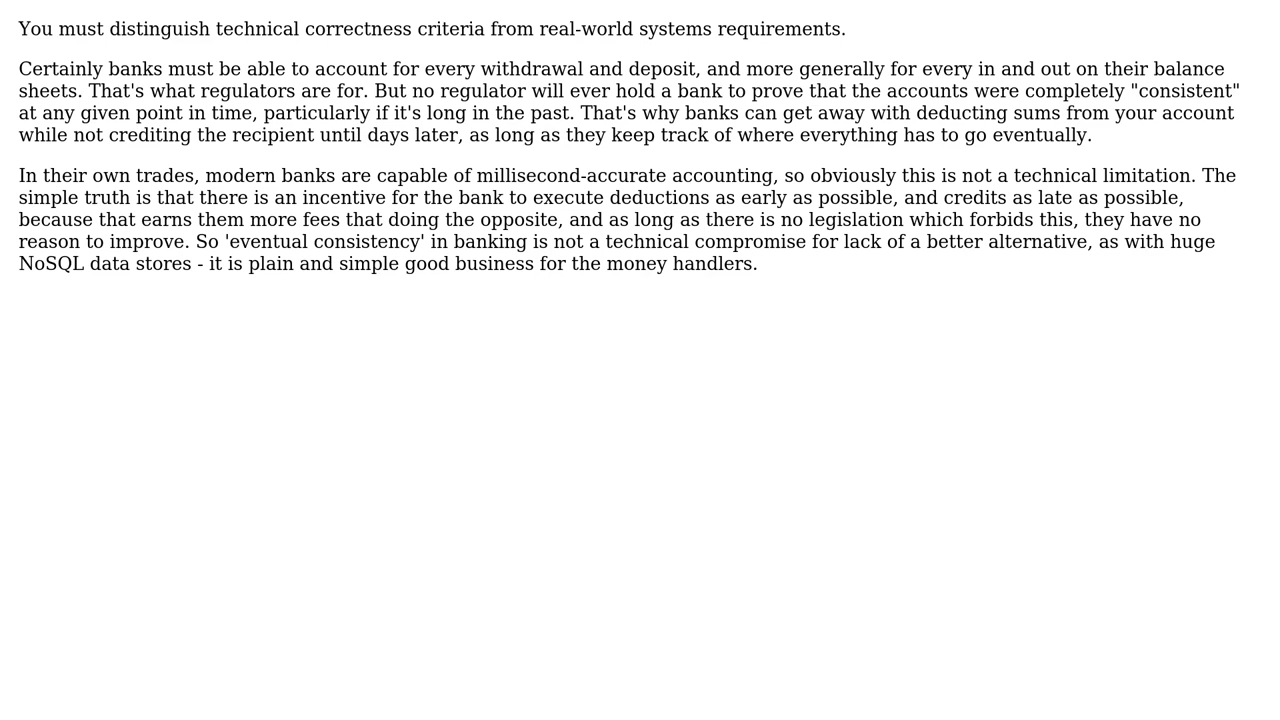 You must distinguish technical correctness criteria from real-world systems requirements.
Certainly banks must be able to account for every withdrawal and deposit, and more generally for every in and out on their balance
sheets. That's what regulators are for. But no regulator will ever hold a bank to prove that the accounts were completely "consistent"
at any given point in time, particularly if it's long in the past. That's why banks can get away with deducting sums from your account
while not crediting the recipient until days later, as long as they keep track of where everything has to go eventually.
In their own trades, modern banks are capable of millisecond-accurate accounting, so obviously this is not a technical limitation. The
simple truth is that there is an incentive for the bank to execute deductions as early as possible, and credits as late as possible,
because that earns them more fees that doing the opposite, and as long as there is no legislation which forbids this, they have no
reason to improve. So 'eventual consistency' in banking is not a technical compromise for lack of a better alternative, as with huge
NoSQL data stores - it is plain and simple good business for the money handlers.